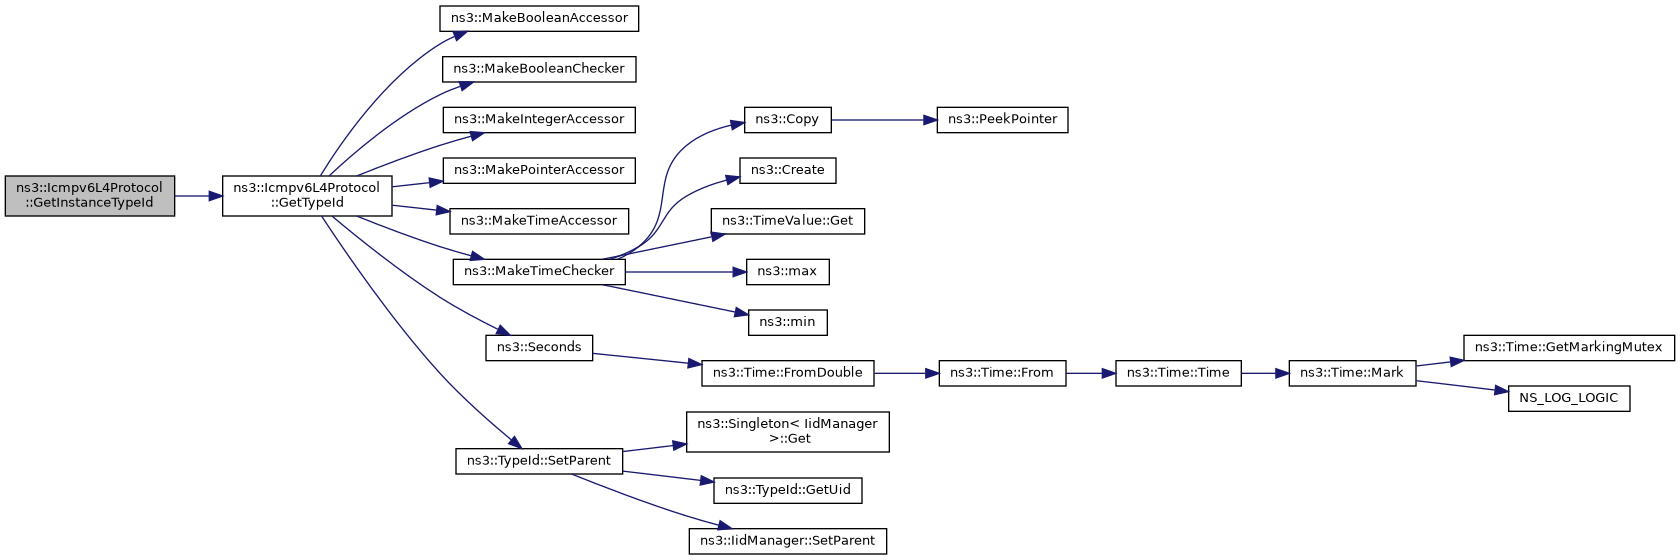 ns3::Icmpv6L4Protocol
::GetInstanceTypeId
ns3::Icmpv6L4Protocol
::GetTypeId
ns3::MakeBooleanAccessor
ns3::MakeBooleanChecker
ns3::MakeIntegerAccessor
ns3::MakePointerAccessor
ns3::MakeTimeAccessor
ns3::MakeTimeChecker
ns3::Copy
ns3::PeekPointer
ns3::Create
ns3::TimeValue::Get
ns3::max
ns3::min
ns3::Seconds
ns3::Time::FromDouble
ns3::Time::From
ns3::Time::Time
ns3::Time::Mark
ns3::Time::GetMarkingMutex
NS_LOG_LOGIC
ns3::TypeId::SetParent
ns3::Singleton< IidManager
>::Get
ns3::TypeId::GetUid
ns3::IidManager::SetParent